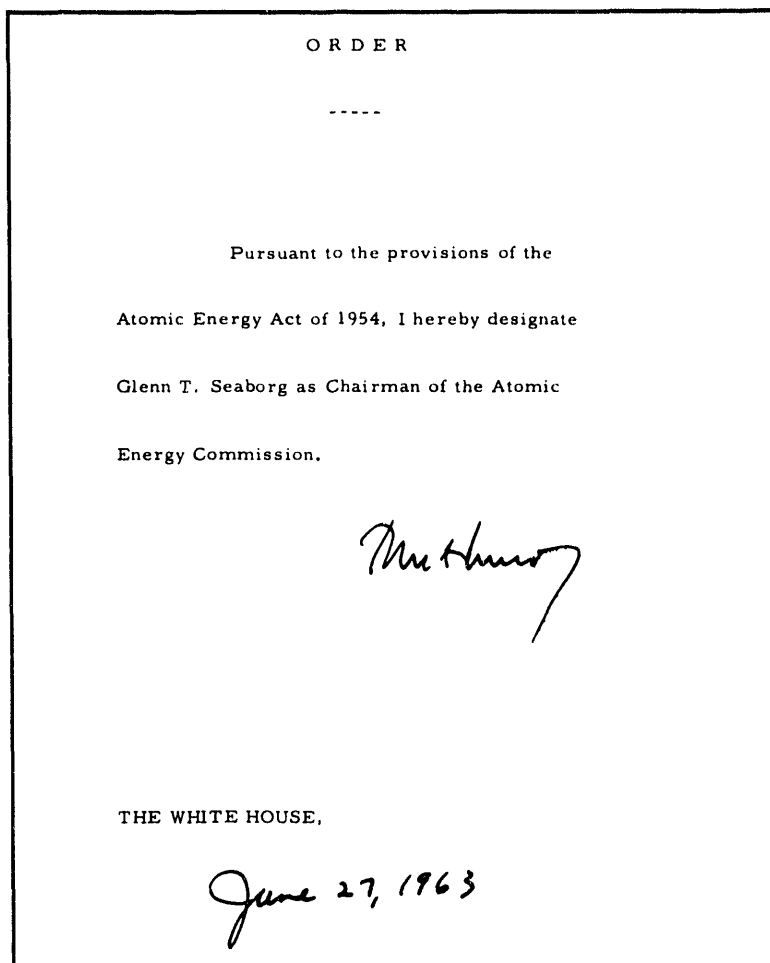 ORDER
-----
Pursuant to the provisions of the
Atomic Energy Act of 1954, I hereby designate
Glenn T. Seaborg as Chairman of the Atomic
Energy Commission.
THE WHITE HOUSE,
June 27, 1963